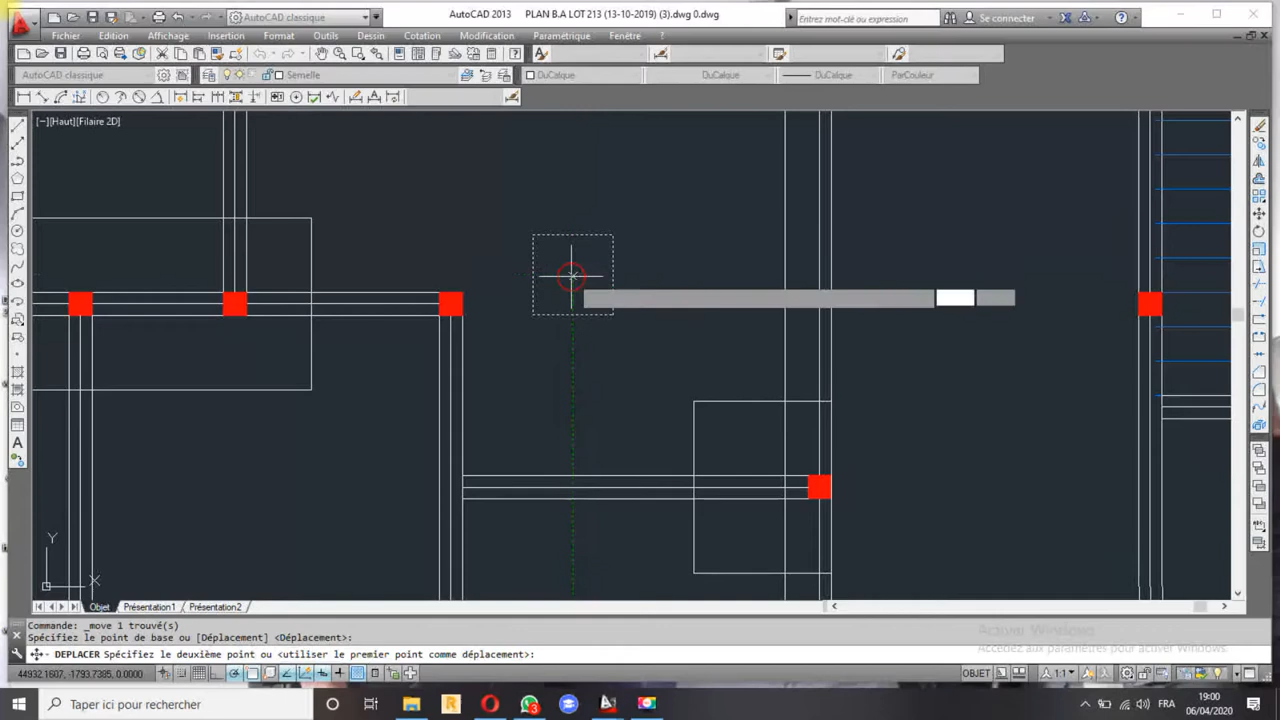 AutoCAD classique
AutoCAD 2013 PLAN B.A LOT 213 (13-10-2019) (3).dwg 0.dwg
Entrez mot-clé ou expression
Se connecter
Fichier Edition Affichage Insertion Format Outils Dessin Cotation Modification Paramétrique Fenêtre ?
AutoCAD classique
Semelle
DuCalque
DuCalque
DuCalque
ParCouleur
[−][Haut][Filaire 2D]
Y
X
Objet Présentation1 Présentation2
Commande: _move 1 trouvé(s)
Spécifiez le point de base ou [Déplacement] <Déplacement>:
DEPLACER Spécifiez le deuxième point ou <utiliser le premier point comme déplacement>:
Activer Windows
Accédez aux paramètres pour activer Windows.
44932.1607, -1793.7385, 0.0000
OBJET
1:1
Taper ici pour rechercher
3
FRA
19:00
06/04/2020